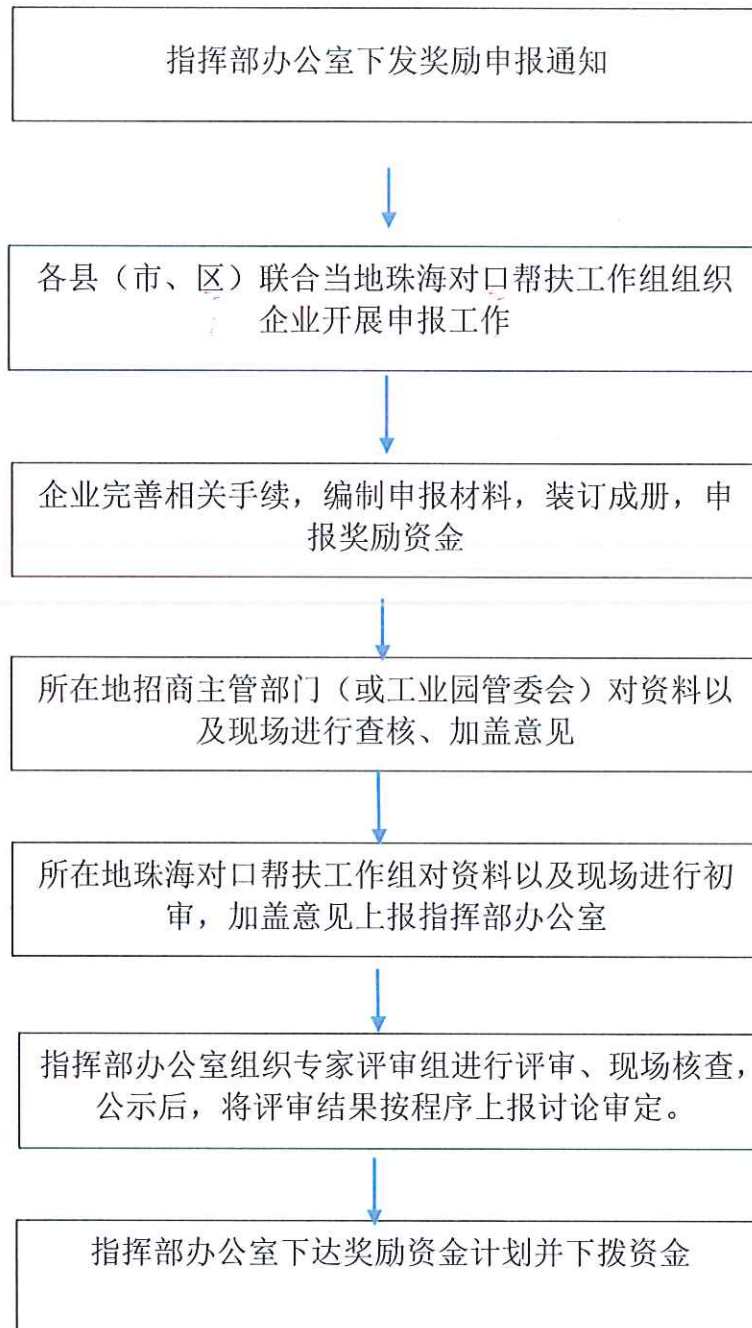 指挥部办公室下发奖励申报通知
各县（市、区）联合当地珠海对口帮扶工作组组织
企业开展申报工作
企业完善相关手续，编制申报材料，装订成册，申
报奖励资金
所在地招商主管部门（或工业园管委会）对资料以
及现场进行查核、加盖意见
所在地珠海对口帮扶工作组对资料以及现场进行初
审，加盖意见上报指挥部办公室
指挥部办公室组织专家评审组进行评审、现场核查，
公示后，将评审结果按程序上报讨论审定。
指挥部办公室下达奖励资金计划并下拨资金